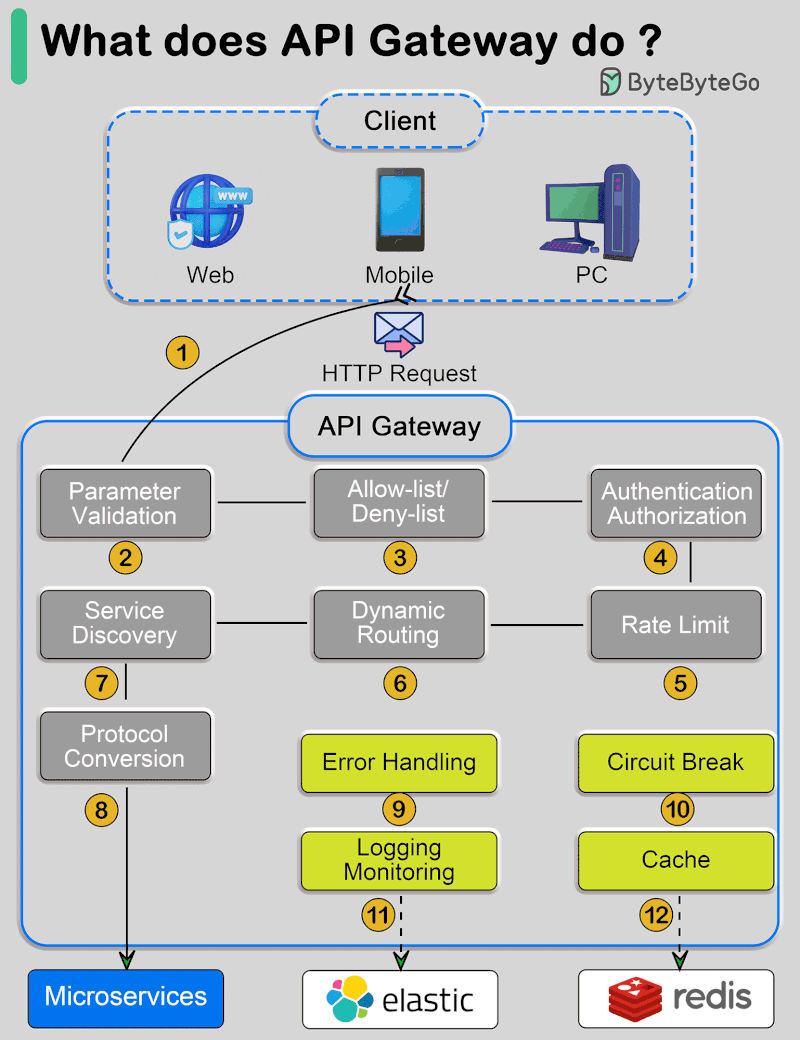 What does API Gateway do ?
ByteByteGo
Client
www
Web
Mobile
PC
1
HTTP Request
API Gateway
Parameter
Validation
Allow-list/
Deny-list
Authentication
Authorization
2
3
4
Service
Discovery
Dynamic
Routing
Rate Limit
7
6
5
Protocol
Conversion
Error Handling
Circuit Break
8
9
10
Logging
Monitoring
Cache
11
12
Microservices
elastic
redis